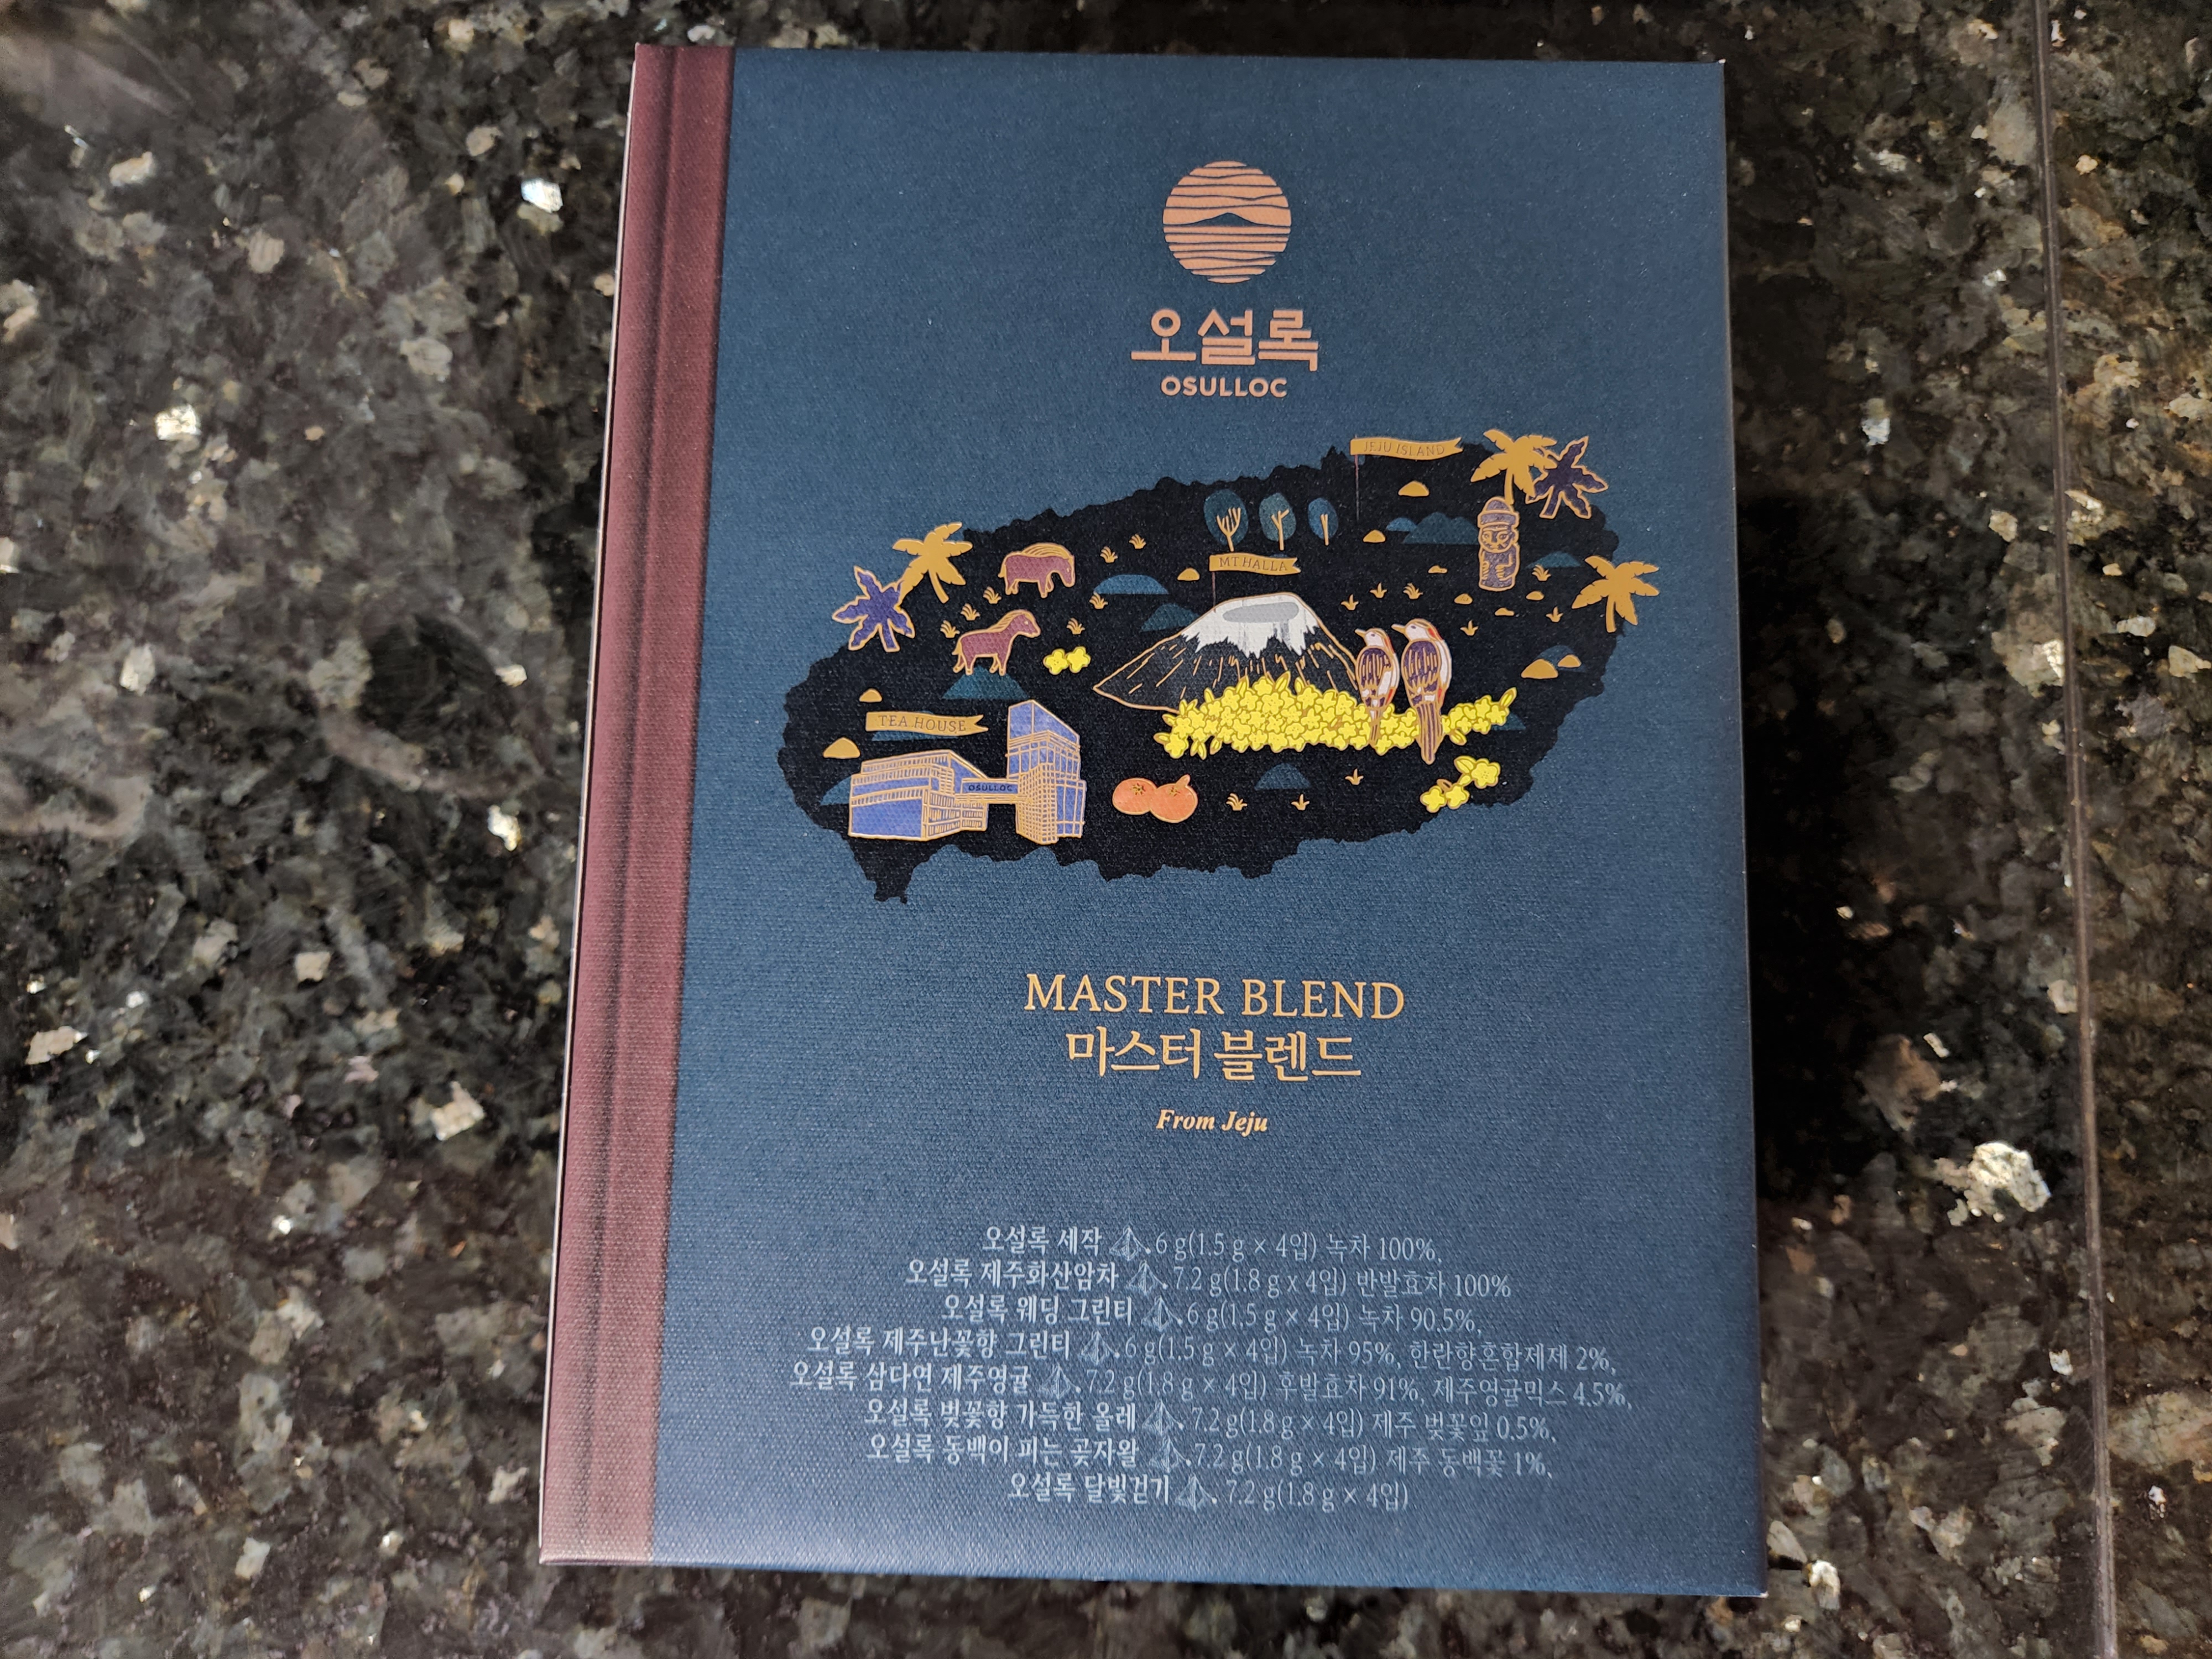 오설록
OSULLOC
JEJU ISLAND
MT HALLA
TEA HOUSE
OSULLOC
MASTER BLEND
마스터 블렌드
From Jeju
오설록 세작 6 g(1.5 g × 4입) 녹차 100%,
오설록 제주화산암차 7.2 g(1.8 g x 4입) 반발효차 100%
오설록 웨딩 그린티 6 g(1.5 g × 4입) 녹차 90.5%,
오설록 제주난꽃향 그린티 6 g(1.5 g × 4입) 녹차 95%, 한란향혼합제제 2%,
오설록 삼다연 제주영귤 7.2 g(1.8 g × 4입) 후발효차 91%, 제주영귤믹스 4.5%,
오설록 벚꽃향 가득한 올레 7.2 g(1.8 g × 4입) 제주 벚꽃잎 0.5%,
오설록 동백이 피는 곶자왈 7.2 g(1.8 g × 4입) 제주 동백꽃 1%,
오설록 달빛걷기 7.2 g(1.8 g × 4입)